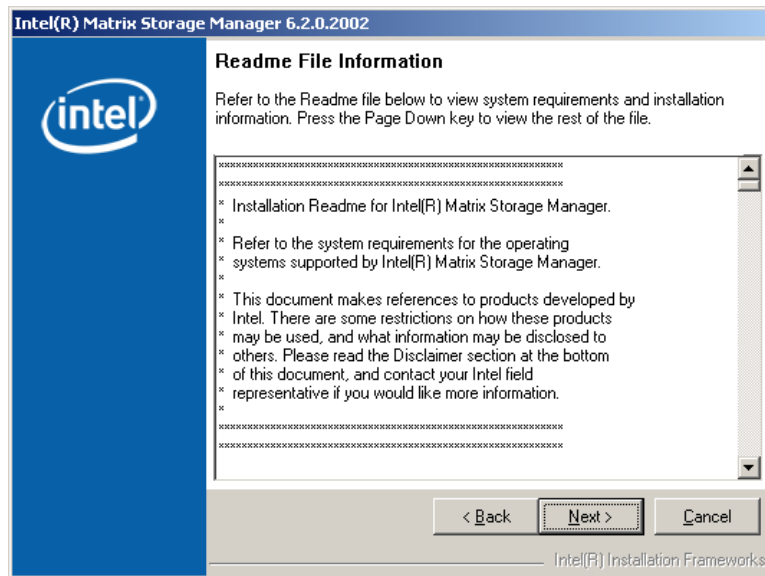 Intel(R) Matrix Storage Manager 6.2.0.2002
intel
Readme File Information
Refer to the Readme file below to view system requirements and installation
information. Press the Page Down key to view the rest of the file.
**************************************************************
**************************************************************
* Installation Readme for Intel(R) Matrix Storage Manager.
*
* Refer to the system requirements for the operating
* systems supported by Intel(R) Matrix Storage Manager.
*
* This document makes references to products developed by
* Intel. There are some restrictions on how these products
* may be used, and what information may be disclosed to
* others. Please read the Disclaimer section at the bottom
* of this document, and contact your Intel field
* representative if you would like more information.
*
**************************************************************
**************************************************************
< Back
Next >
Cancel
Intel(R) Installation Frameworks